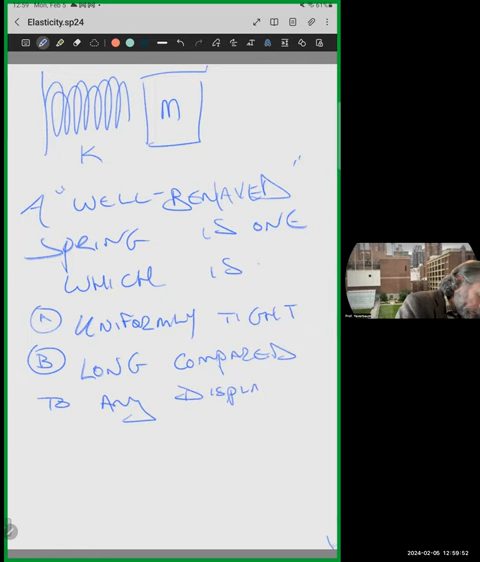 12:59 Mon, Feb 5
61%
Elasticity.sp24
m
K
A "WELL-BEHAVED"
SPRING IS ONE
WHICH IS
(A) UNIFORMLY TIGHT
(B) LONG COMPARED
TO ANY DISPLA
2024-02-05 12:59:52